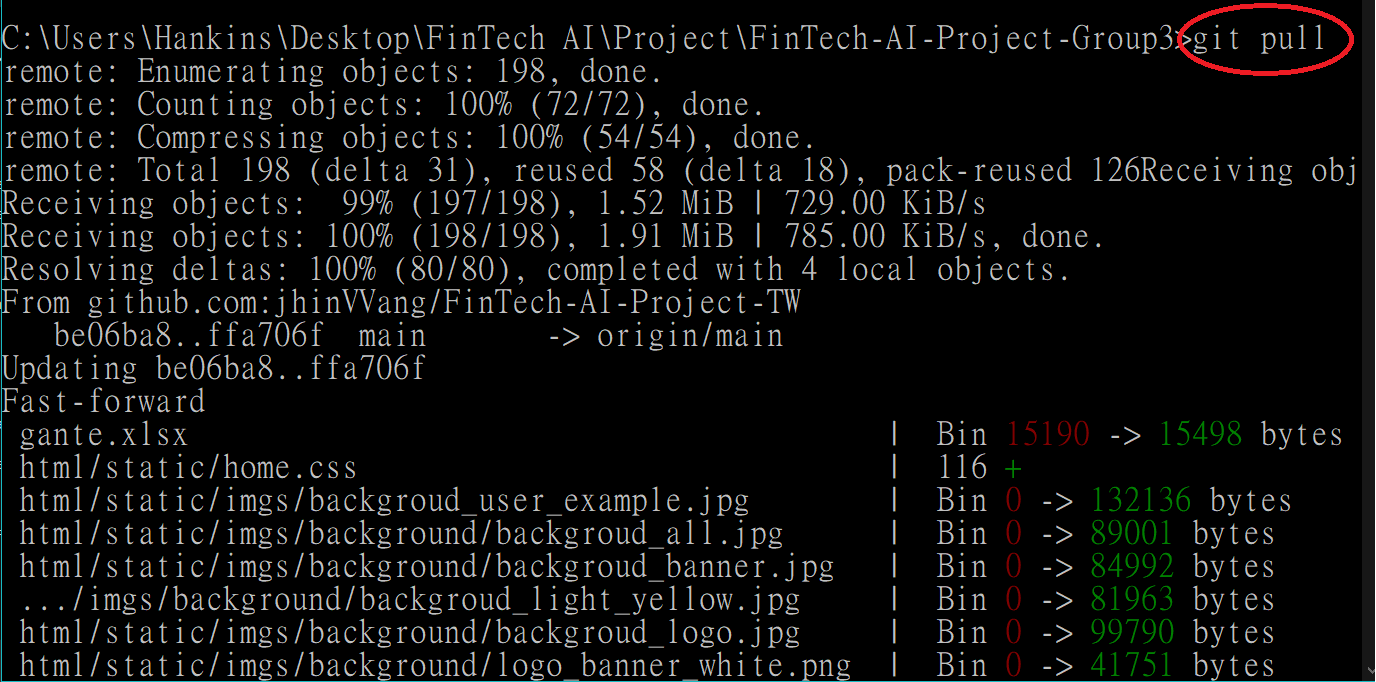 C:\Users\Hankins\Desktop\FinTech AI\Project\FinTech-AI-Project-Group3>git pull
remote: Enumerating objects: 198, done.
remote: Counting objects: 100% (72/72), done.
remote: Compressing objects: 100% (54/54), done.
remote: Total 198 (delta 31), reused 58 (delta 18), pack-reused 126Receiving obj
Receiving objects:  99% (197/198), 1.52 MiB | 729.00 KiB/s
Receiving objects: 100% (198/198), 1.91 MiB | 785.00 KiB/s, done.
Resolving deltas: 100% (80/80), completed with 4 local objects.
From github.com:jhinVVang/FinTech-AI-Project-TW
   be06ba8..ffa706f  main       -> origin/main
Updating be06ba8..ffa706f
Fast-forward
 gante.xlsx | Bin 15190 -> 15498 bytes
 html/static/home.css | 116 +
 html/static/imgs/backgroud_user_example.jpg | Bin 0 -> 132136 bytes
 html/static/imgs/background/backgroud_all.jpg | Bin 0 -> 89001 bytes
 html/static/imgs/background/backgroud_banner.jpg | Bin 0 -> 84992 bytes
 .../imgs/background/backgroud_light_yellow.jpg | Bin 0 -> 81963 bytes
 html/static/imgs/background/backgroud_logo.jpg | Bin 0 -> 99790 bytes
 html/static/imgs/background/logo_banner_white.png | Bin 0 -> 41751 bytes